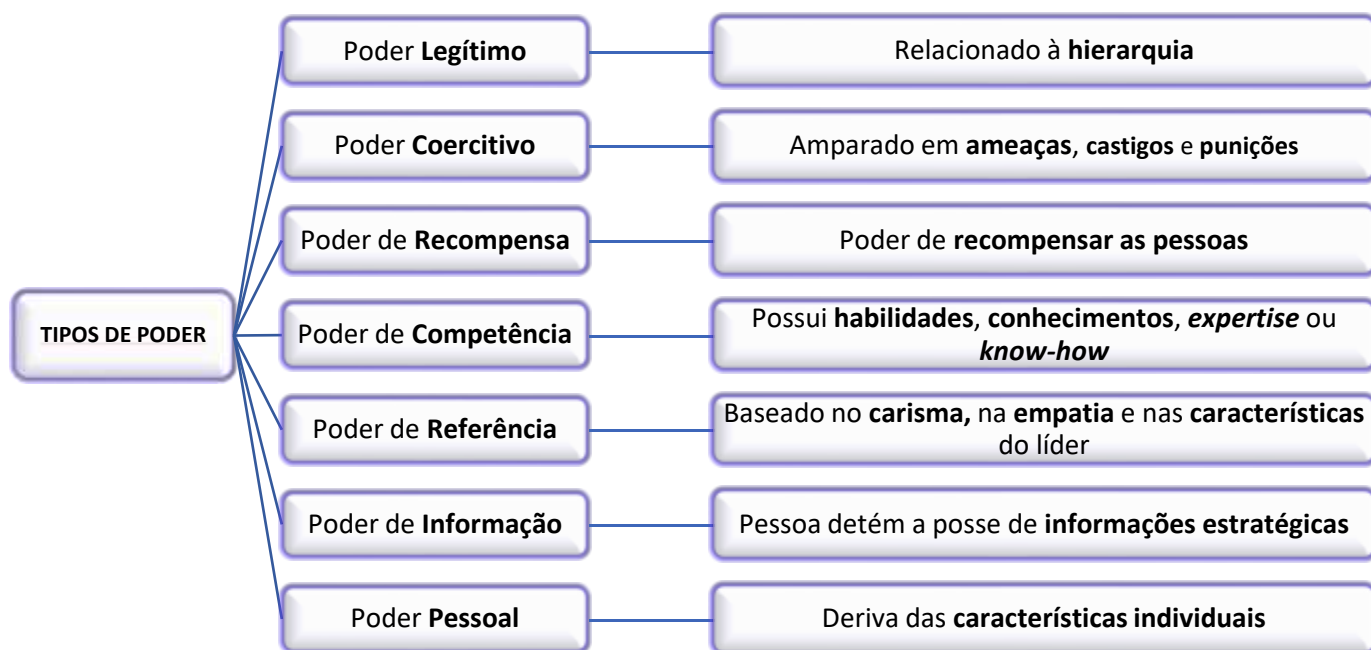 Poder Legítimo
Relacionado à hierarquia
Poder Coercitivo
Amparado em ameaças, castigos e punições
Poder de Recompensa
Poder de recompensar as pessoas
TIPOS DE PODER
Poder de Competência
Possui habilidades, conhecimentos, expertise ou
know-how
Poder de Referência
Baseado no carisma, na empatia e nas características
do líder
Poder de Informação
Pessoa detém a posse de informações estratégicas
Poder Pessoal
Deriva das características individuais